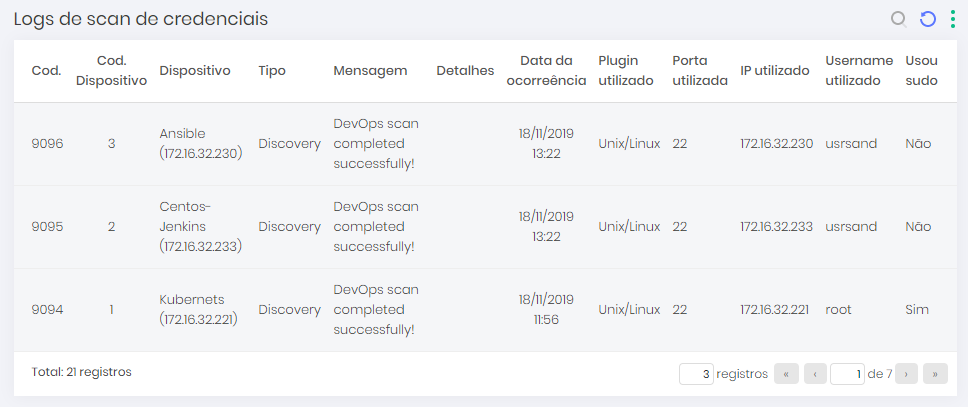 Logs de scan de credenciais
Cod. Cod. Dispositivo Dispositivo Tipo Mensagem Detalhes Data da ocorreência Plugin utilizado Porta utilizada IP utilizado Username utilizado Usou sudo
9096 3 Ansible (172.16.32.230) Discovery DevOps scan completed successfully! 18/11/2019 13:22 Unix/Linux 22 172.16.32.230 usrsand Não
9095 2 Centos-Jenkins (172.16.32.233) Discovery DevOps scan completed successfully! 18/11/2019 13:22 Unix/Linux 22 172.16.32.233 usrsand Não
9094 1 Kubernets (172.16.32.221) Discovery DevOps scan completed successfully! 18/11/2019 11:56 Unix/Linux 22 172.16.32.221 root Sim
Total: 21 registros 3 registros « ‹ 1 de 7 › »